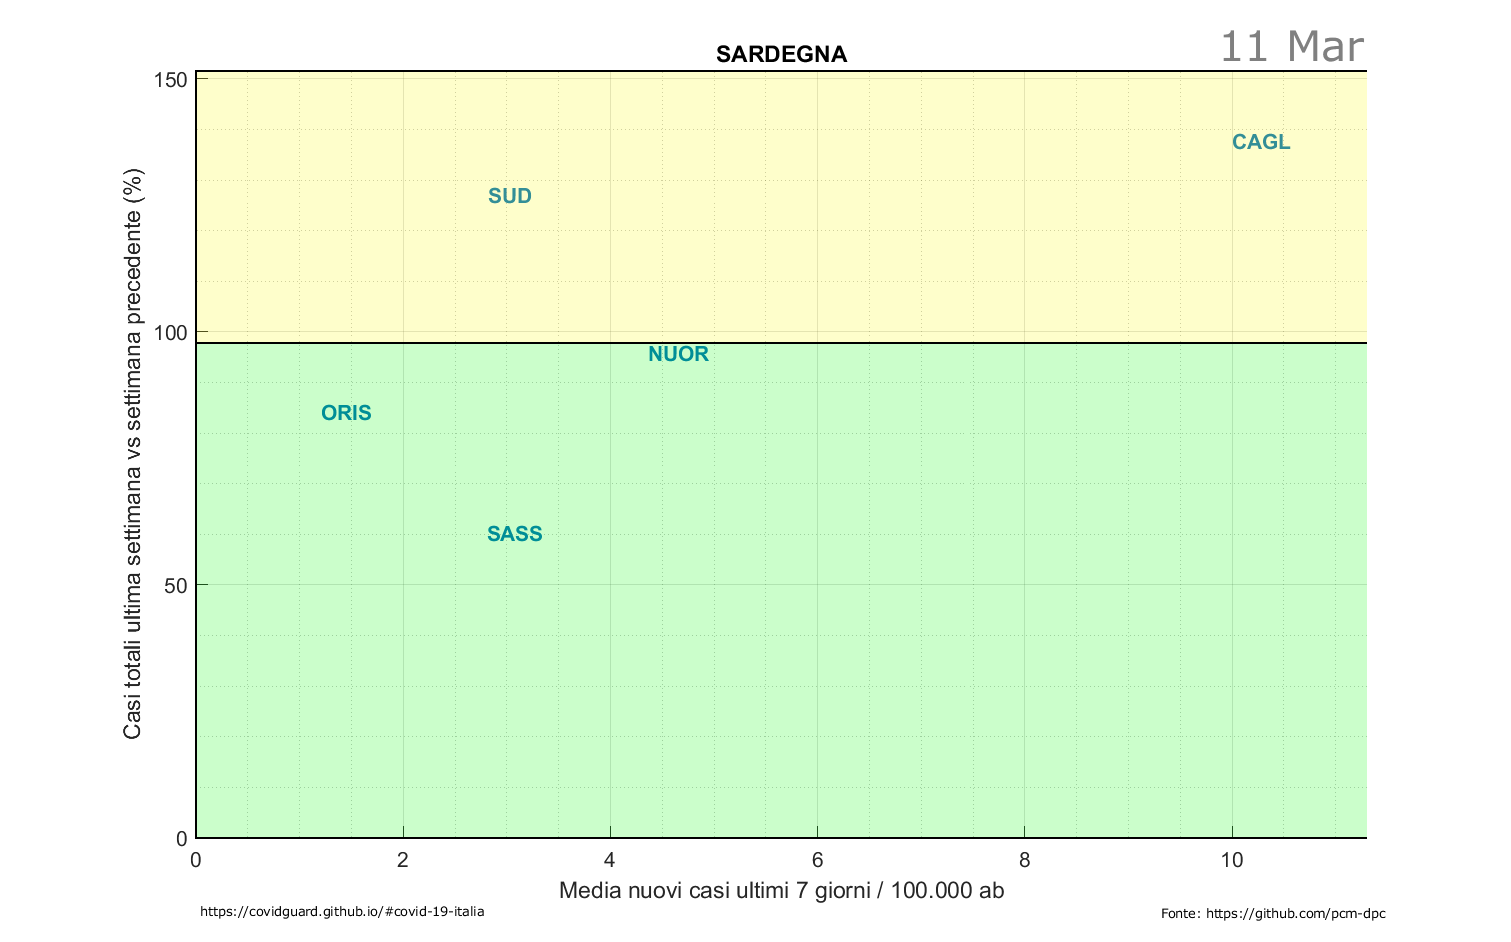 SARDEGNA
11 Mar
150
CAGL
SUD
100
NUOR
ORIS
SASS
50
0
0 2 4 6 8 10
Casi totali ultima settimana vs settimana precedente (%)
Media nuovi casi ultimi 7 giorni / 100.000 ab
https://covidguard.github.io/#covid-19-italia
Fonte: https://github.com/pcm-dpc